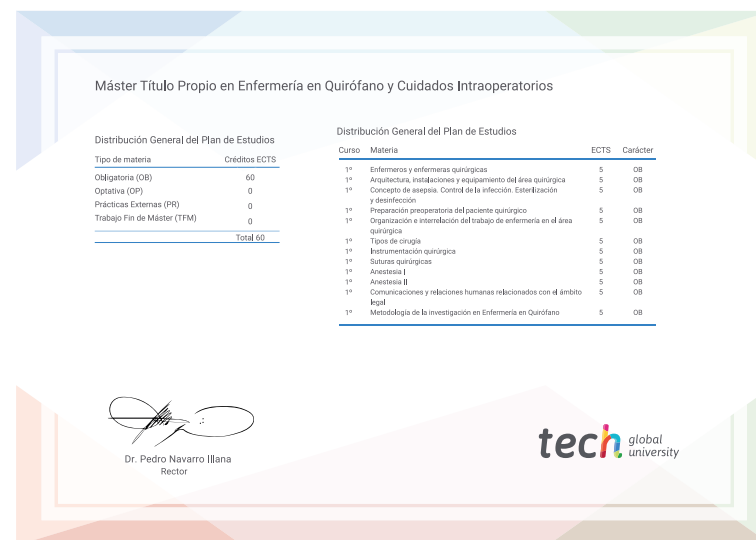 Máster Título Propio en Enfermería en Quirófano y Cuidados Intraoperatorios
Distribución General del Plan de Estudios
Tipo de materia Créditos ECTS
Obligatoria (OB) 60
Optativa (OP) 0
Prácticas Externas (PR) 0
Trabajo Fin de Máster (TFM) 0
Total 60
Distribución General del Plan de Estudios
Curso Materia ECTS Carácter
1º Enfermeros y enfermeras quirúrgicas 5 OB
1º Arquitectura, instalaciones y equipamiento del área quirúrgica 5 OB
1º Concepto de asepsia. Control de la infección. Esterilización 5 OB
y desinfección
1º Preparación preoperatoria del paciente quirúrgico 5 OB
1º Organización e interrelación del trabajo de enfermería en el área 5 OB
quirúrgica
1º Tipos de cirugía 5 OB
1º Instrumentación quirúrgica 5 OB
1º Suturas quirúrgicas 5 OB
1º Anestesia I 5 OB
1º Anestesia II 5 OB
1º Comunicaciones y relaciones humanas relacionados con el ámbito 5 OB
legal
1º Metodología de la investigación en Enfermería en Quirófano 5 OB
Dr. Pedro Navarro Illana
Rector
tech global
university